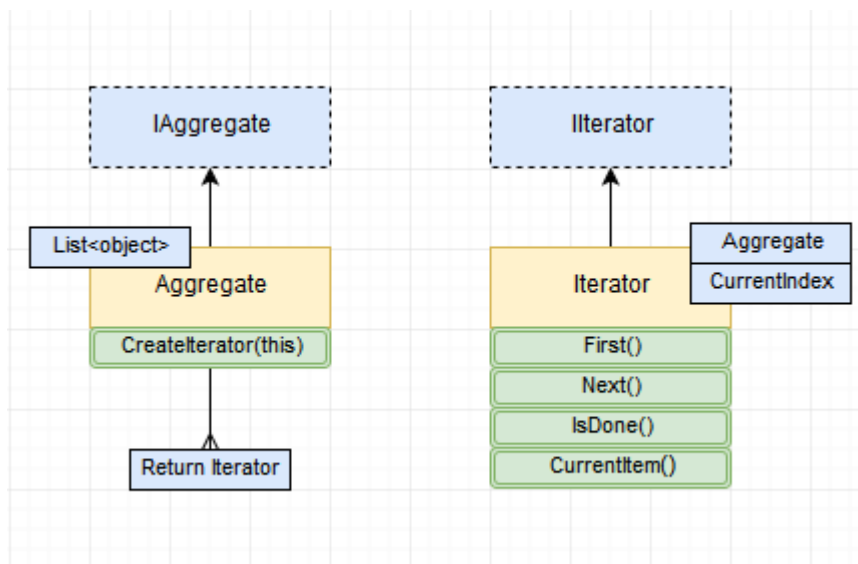 IAggregate
IIterator
List<object>
Aggregate
CreateIterator(this)
Return Iterator
Aggregate
CurrentIndex
Iterator
First()
Next()
IsDone()
CurrentItem()